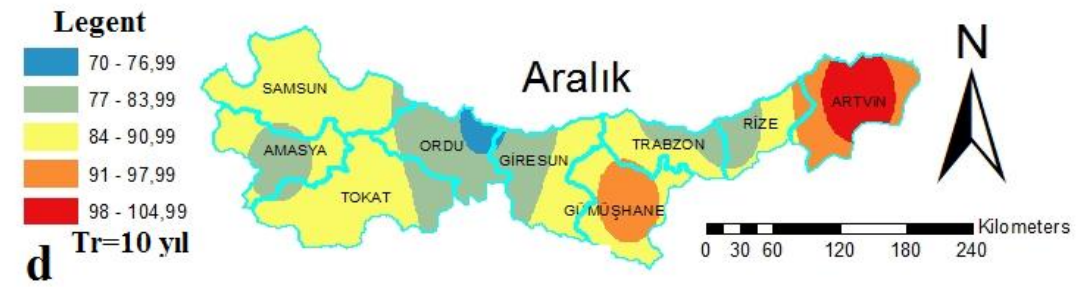 Legent
70 - 76,99
77 - 83,99
84 - 90,99
91 - 97,99
98 - 104,99
Tr=10 yıl
d
Aralık
SAMSUN
AMASYA
TOKAT
ORDU
GİRESUN
GÜMÜŞHANE
TRABZON
RİZE
ARTVİN
N
Kilometers
0 30 60 120 180 240